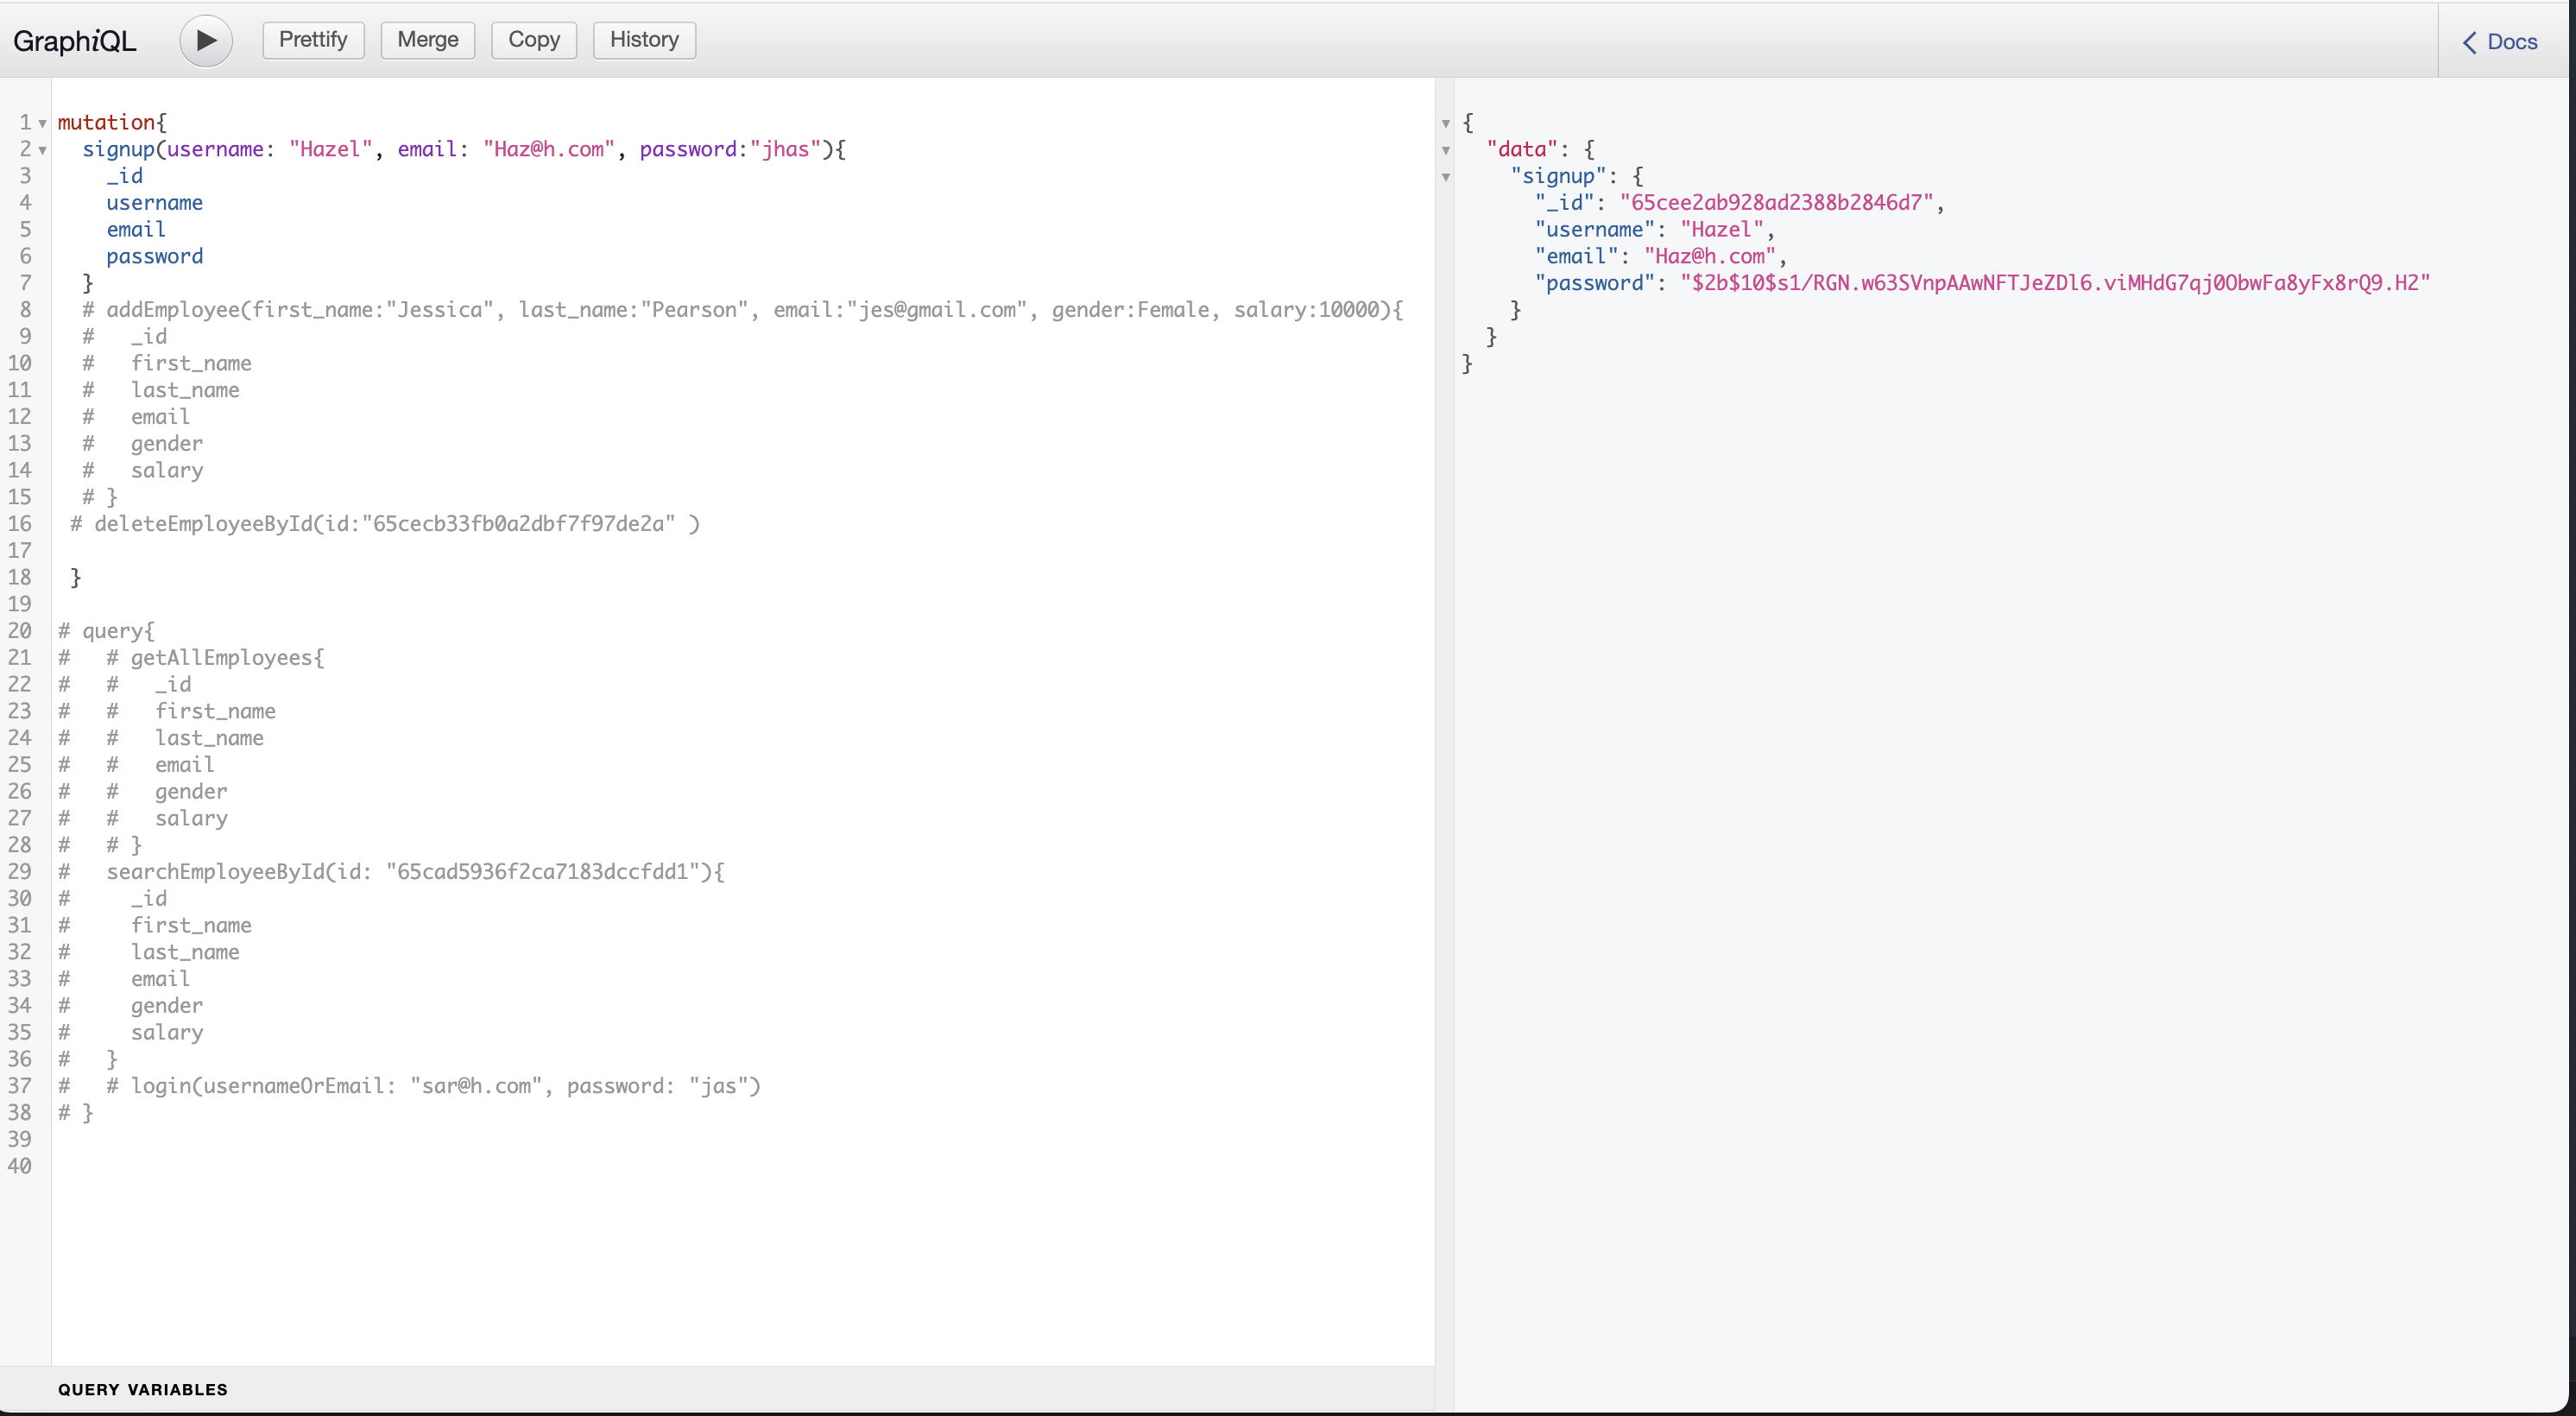 GraphiQL Prettify Merge Copy History Docs
1 mutation{
2 signup(username: "Hazel", email: "Haz@h.com", password:"jhas"){
3 _id
4 username
5 email
6 password
7 }
8 # addEmployee(first_name:"Jessica", last_name:"Pearson", email:"jes@gmail.com", gender:Female, salary:10000){
9 # _id
10 # first_name
11 # last_name
12 # email
13 # gender
14 # salary
15 # }
16 # deleteEmployeeById(id:"65cecb33fb0a2dbf7f97de2a" )
17
18 }
19
20 # query{
21 # # getAllEmployees{
22 # # _id
23 # # first_name
24 # # last_name
25 # # email
26 # # gender
27 # # salary
28 # # }
29 # searchEmployeeById(id: "65cad5936f2ca7183dccfdd1"){
30 # _id
31 # first_name
32 # last_name
33 # email
34 # gender
35 # salary
36 # }
37 # # login(usernameOrEmail: "sar@h.com", password: "jas")
38 # }
39
40
QUERY VARIABLES
{
"data": {
"signup": {
"_id": "65cee2ab928ad2388b2846d7",
"username": "Hazel",
"email": "Haz@h.com",
"password": "$2b$10$s1/RGN.w63SVnpAAwNFTJeZDl6.viMHdG7qj0ObwFa8yFx8rQ9.H2"
}
}
}